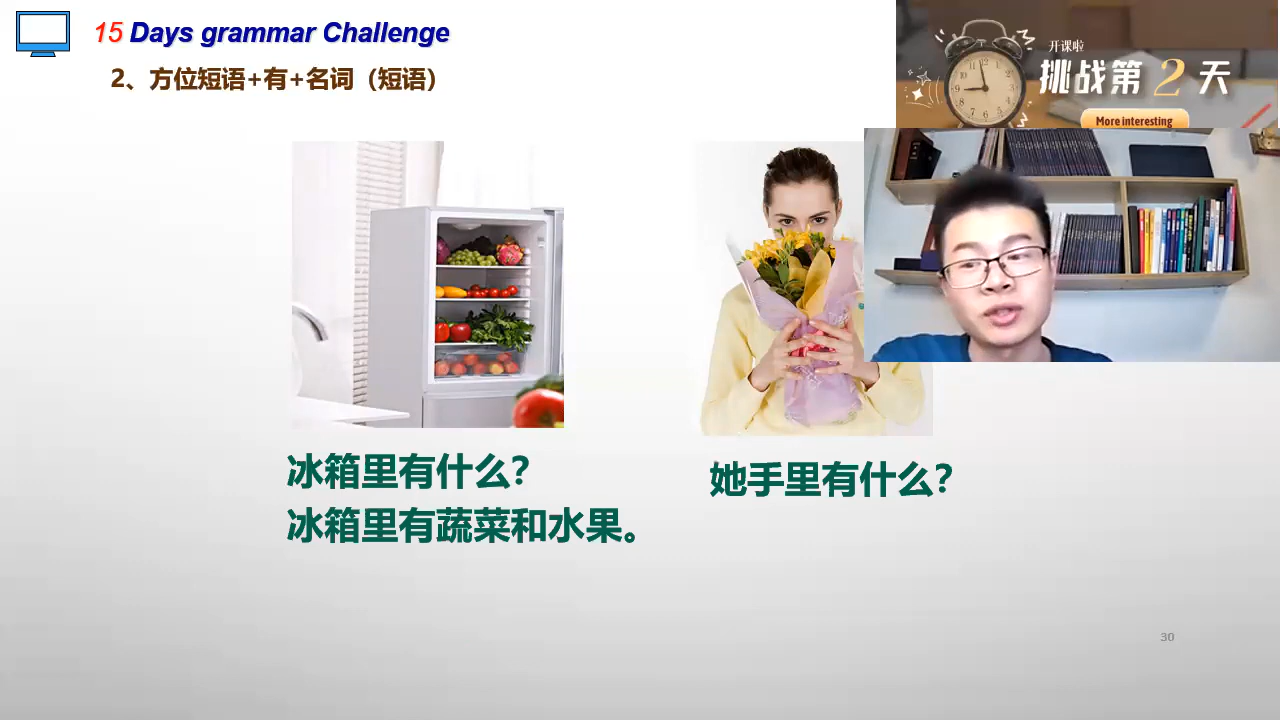 15 Days grammar Challenge
2、方位短语+有+名词（短语）
开课啦
挑战第2天
More interesting
冰箱里有什么？
冰箱里有蔬菜和水果。
她手里有什么？
30